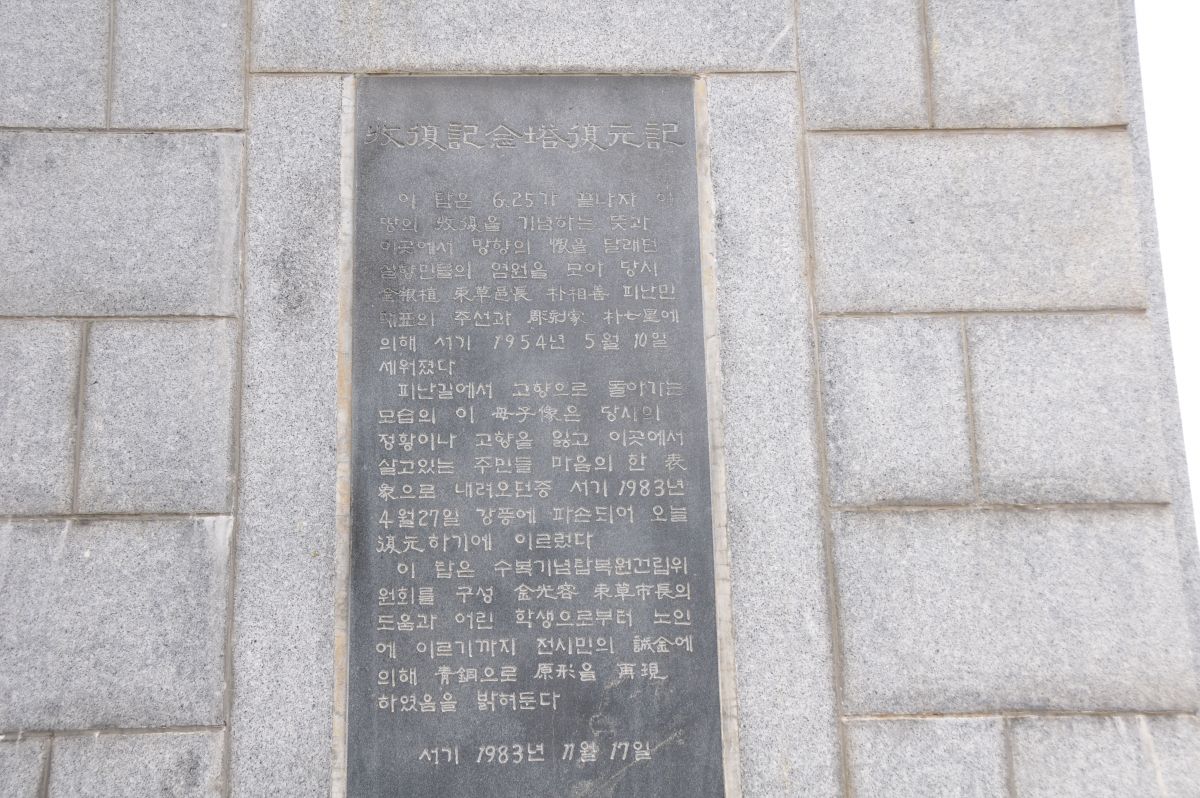 收復記念塔復元記
이 탑은 6.25가 끝나자 이
땅의 收復을 기념하는 뜻과
이곳에서 망향의 恨을 달래던
실향민들의 염원을 모아 당시
金根植 束草邑長 朴相善 피난민
대표의 주선과 彫刻家 朴七星에
의해 서기 1954年 5월 10일
세워졌다
피난길에서 고향으로 돌아가는
모습의 이 母子像은 당시의
정황이나 고향을 잃고 이곳에서
살고있는 주민들 마음의 한 表
象으로 내려오던중 서기 1983년
4월27일 강풍에 파손되어 오늘
復元하기에 이르렀다
이 탑은 수복기념탑복원건립위
원회를 구성 金光容 束草市長의
도움과 어린 학생으로부터 노인
에 이르기까지 전시민의 誠金에
의해 青銅으로 原形을 再現
하였음을 밝혀둔다
서기 1983년 11월 17일